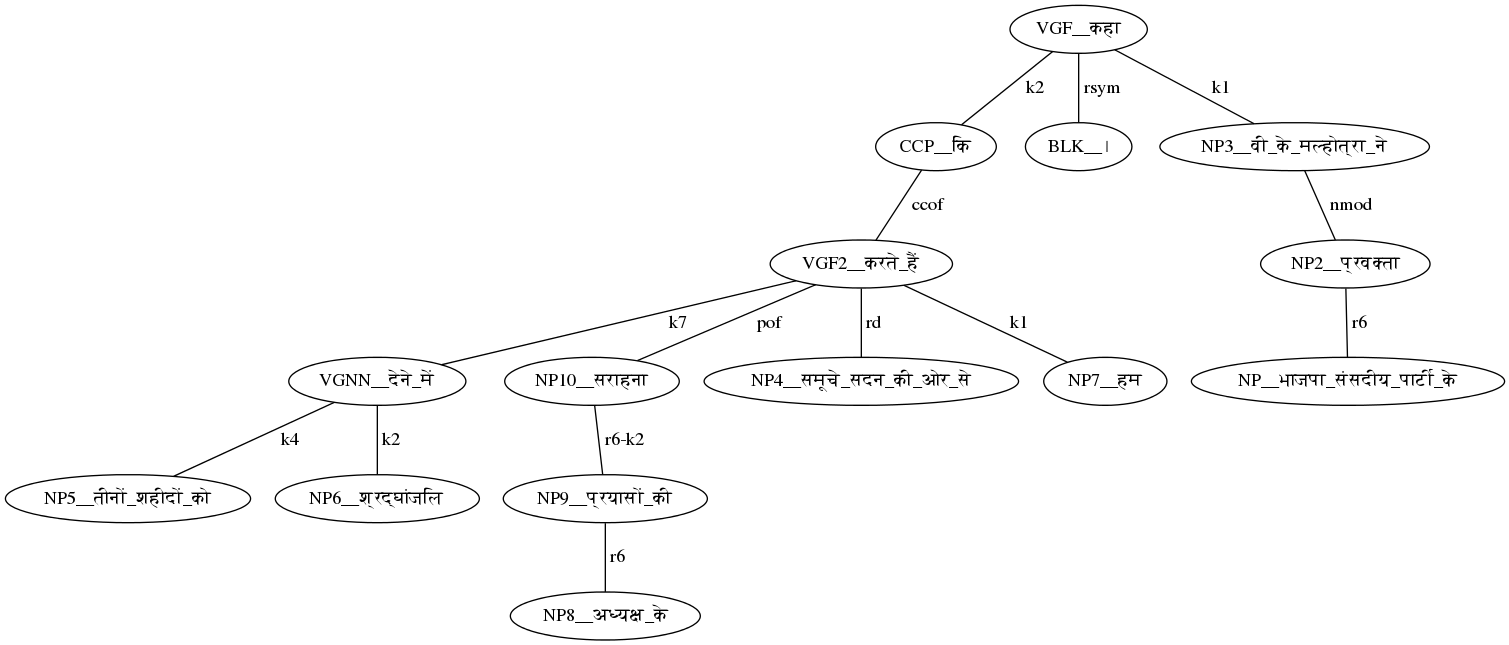 VGF__कहा
k2 rsym k1
CCP__कि BLK__। NP3__वी_के_मल्होत्रा_ने
ccof nmod
VGF2__करते_हैं NP2__प्रवक्ता
k7 pof rd k1 r6
VGNN__देने_में NP10__सराहना NP4__समूचे_सदन_की_ओर_से NP7__हम NP__भाजपा_संसदीय_पार्टी_के
k4 k2 r6-k2
NP5__तीनों_शहीदों_को NP6__श्रद्धांजलि NP9__प्रयासों_की
r6
NP8__अध्यक्ष_के